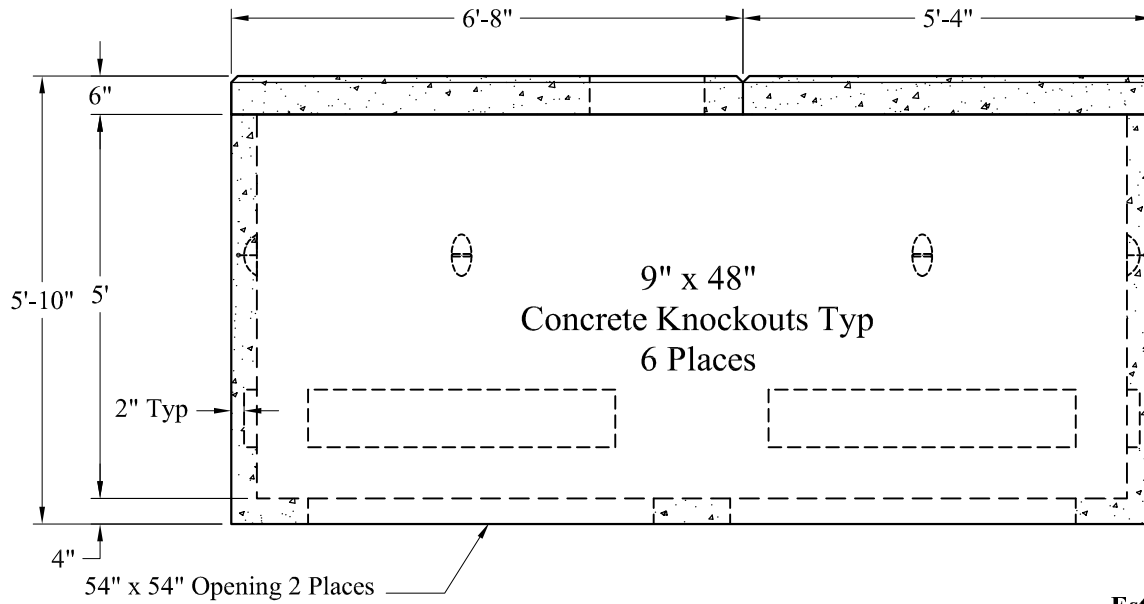 6'-8"
5'-4"
6"
5'-10"
5'
9" x 48"
Concrete Knockouts Typ
6 Places
2" Typ
4"
54" x 54" Opening 2 Places